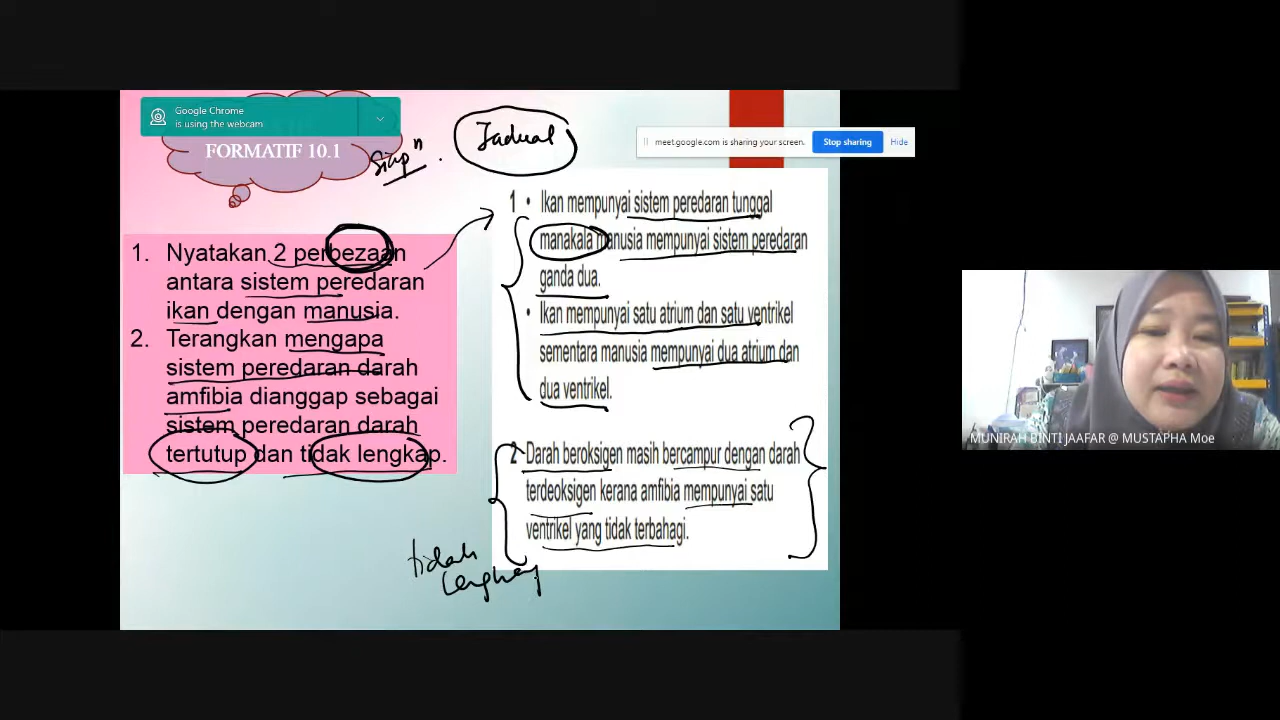 Google Chrome
is using the webcam
FORMATIF 10.1
Jadual
meet.google.com is sharing your screen.
Stop sharing
Hide
1. Nyatakan 2 perbezaan
antara sistem peredaran
ikan dengan manusia.
2. Terangkan mengapa
sistem peredaran darah
amfibia dianggap sebagai
sistem peredaran darah
tertutup dan tidak lengkap.
1 • Ikan mempunyai sistem peredaran tunggal
manakala manusia mempunyai sistem peredaran
ganda dua.
• Ikan mempunyai satu atrium dan satu ventrikel
sementara manusia mempunyai dua atrium dan
dua ventrikel.
2 Darah beroksigen masih bercampur dengan darah
terdeoksigen kerana amfibia mempunyai satu
ventrikel yang tidak terbahagi.
tidak
lengkap
MUNIRAH BINTI JAAFAR @ MUSTAPHA Moe